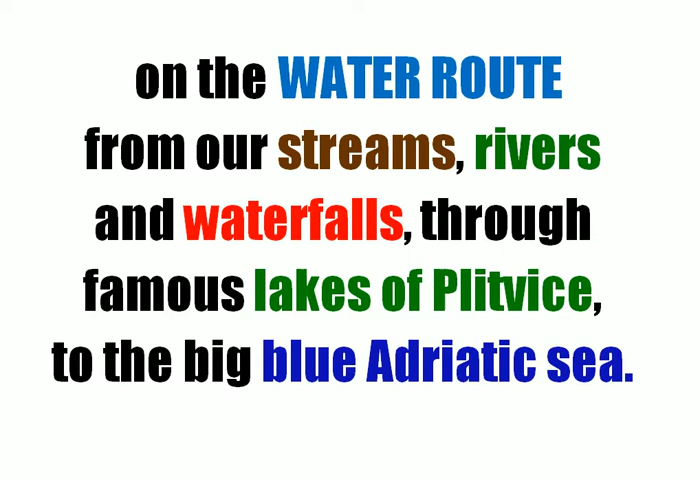 on the WATER ROUTE
from our streams, rivers
and waterfalls, through
famous lakes of Plitvice,
to the big blue Adriatic sea.